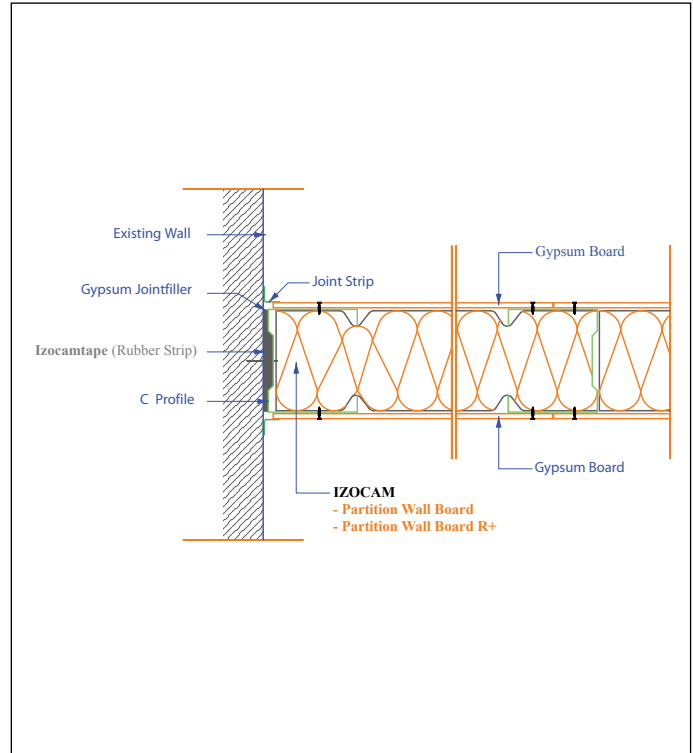 Existing Wall
Gypsum Board
Joint Strip
Gypsum Jointfiller
Izocamtape (Rubber Strip)
C Profile
Gypsum Board
IZOCAM
- Partition Wall Board
- Partition Wall Board R+